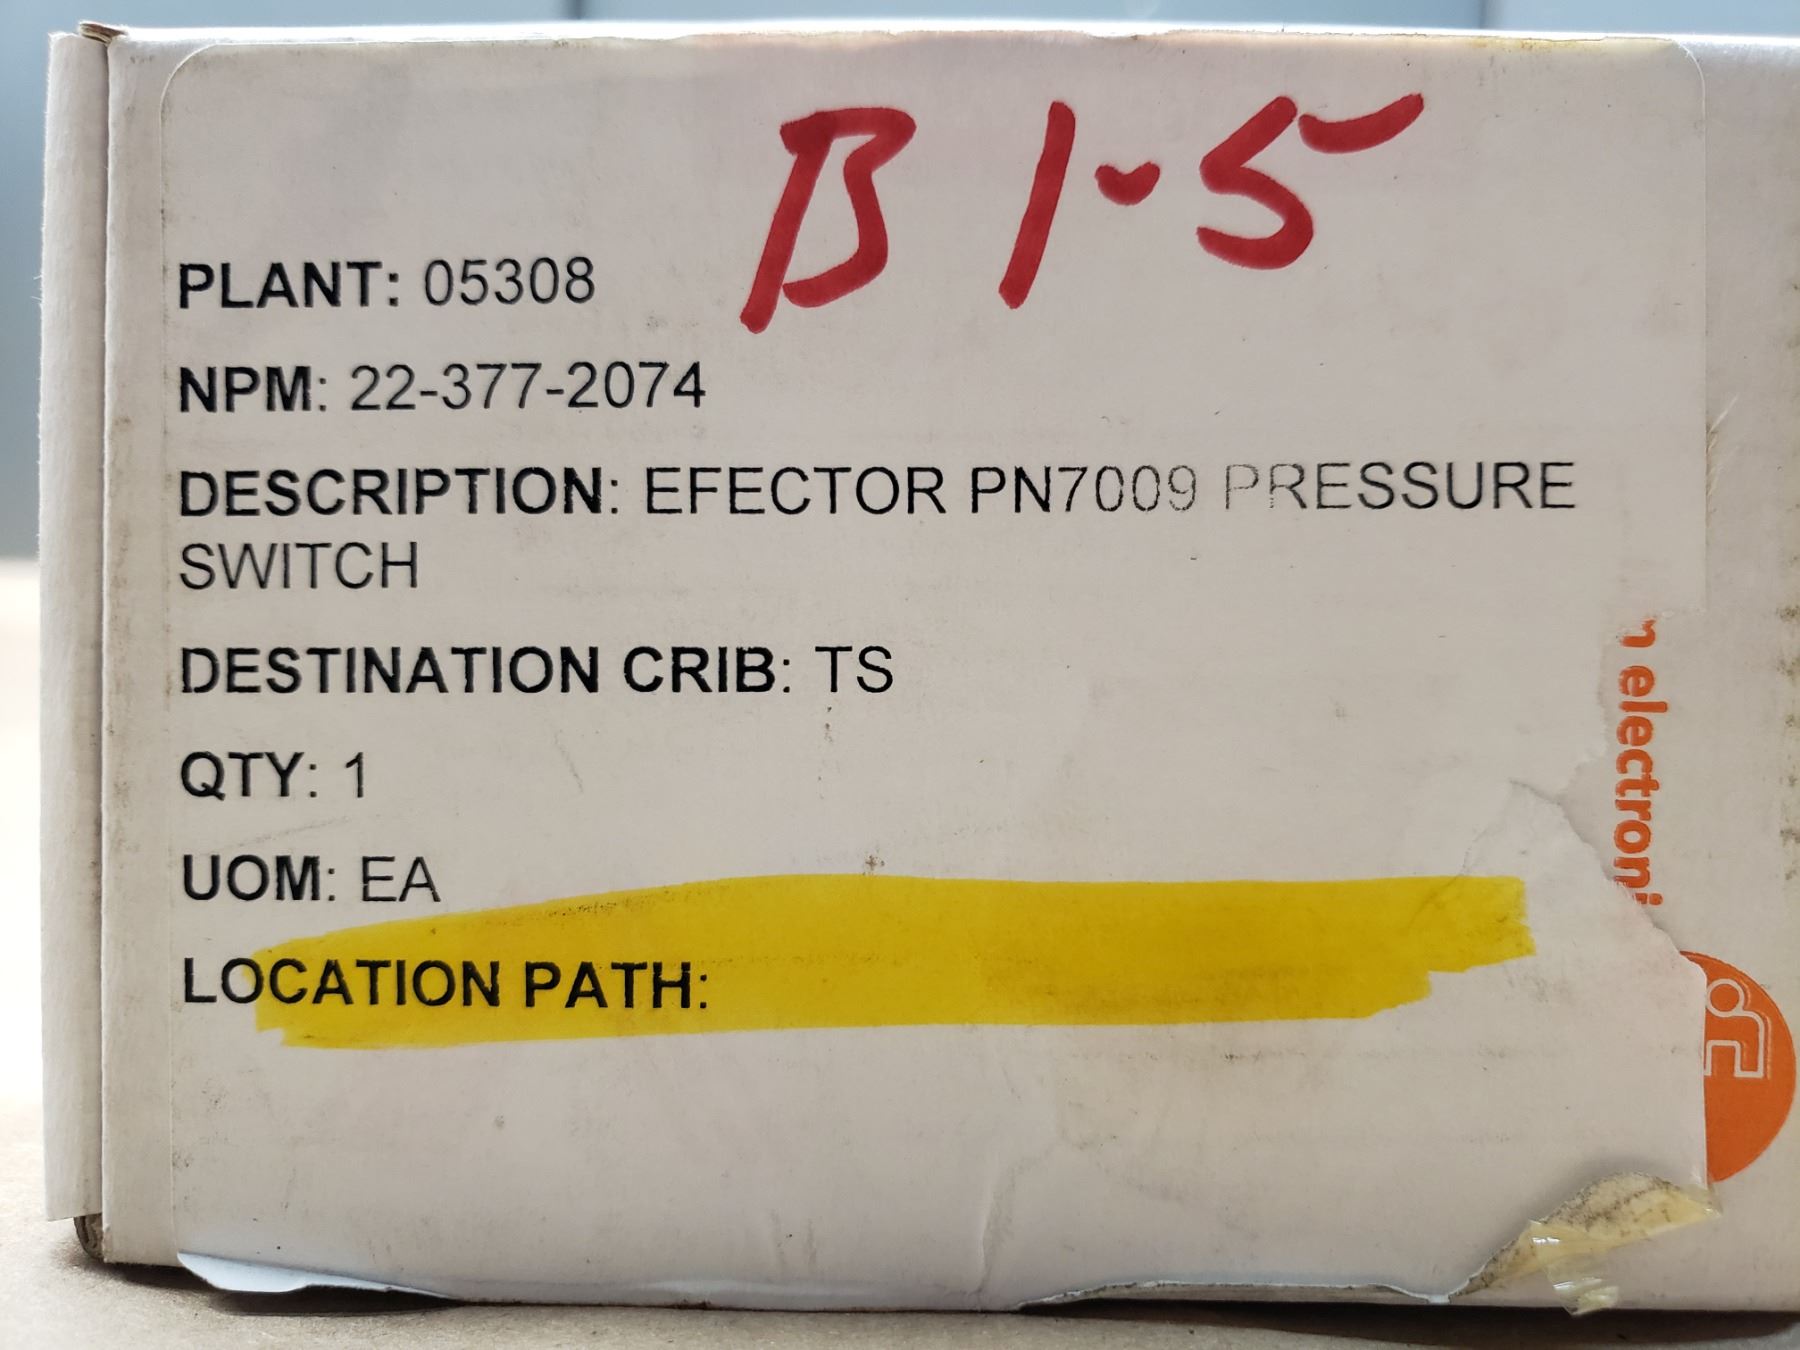 B 1-5
PLANT: 05308
NPM: 22-377-2074
DESCRIPTION: EFECTOR PN7009 PRESSURE
SWITCH
DESTINATION CRIB: TS
QTY: 1
UOM: EA
LOCATION PATH:
electroni